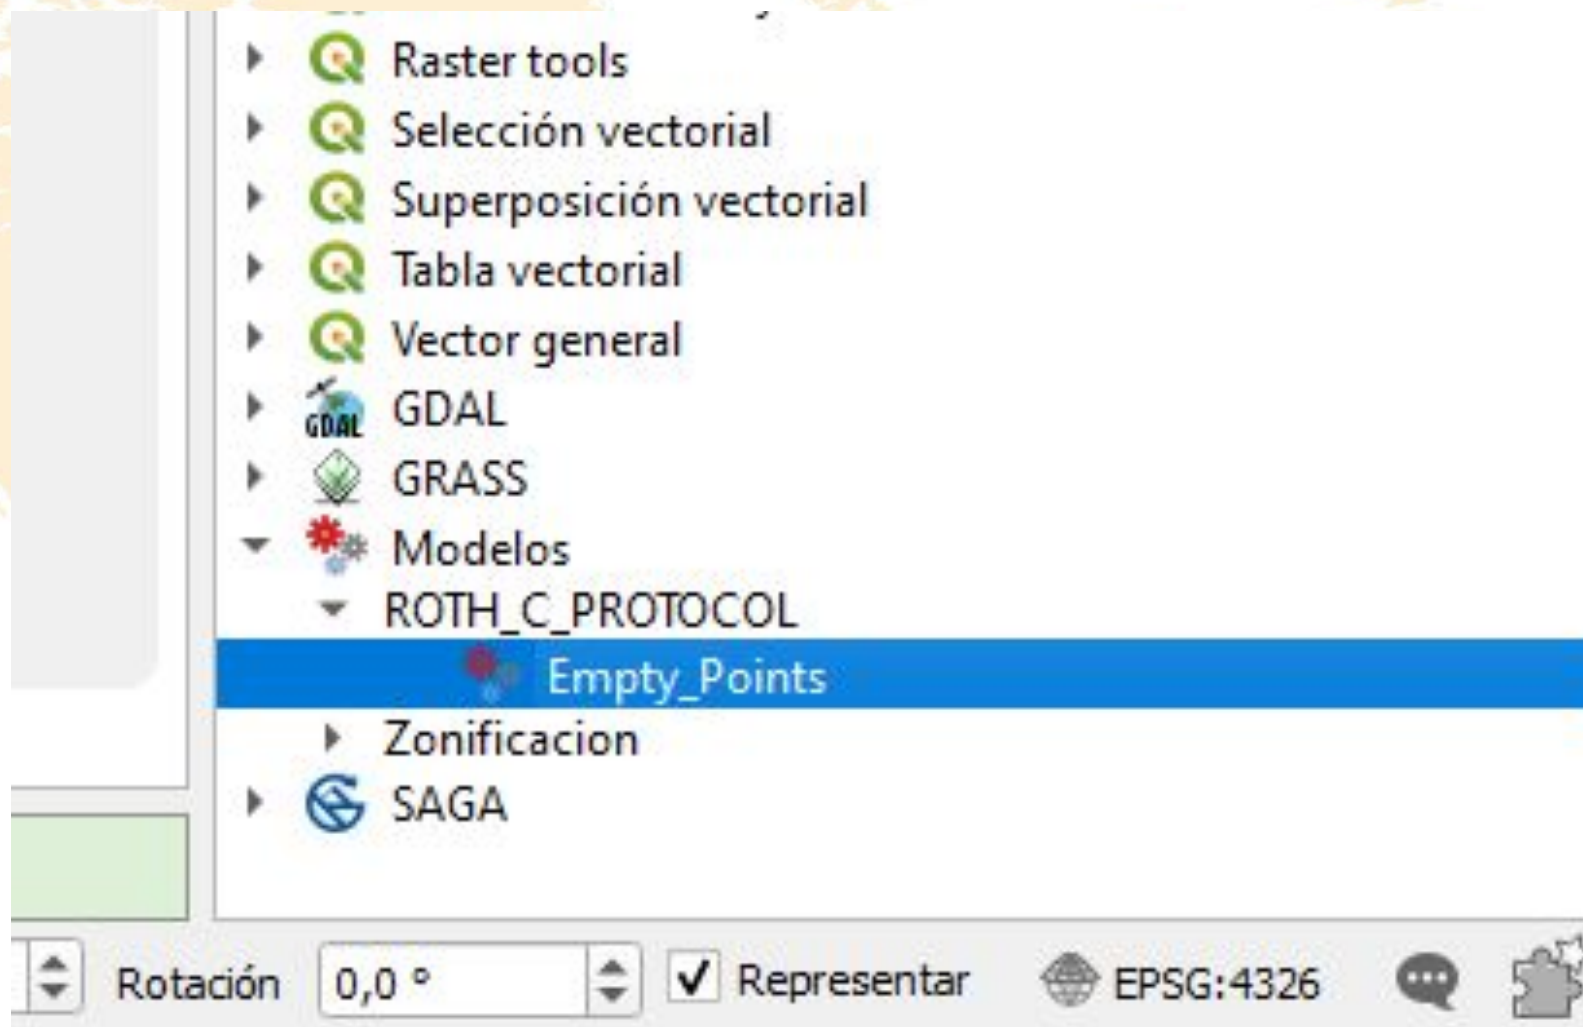 Raster tools
Selección vectorial
Superposición vectorial
Tabla vectorial
Vector general
GDAL GDAL
GRASS
Modelos
ROTH_C_PROTOCOL
Empty_Points
Zonificacion
SAGA
Rotación 0,0 º Representar EPSG:4326